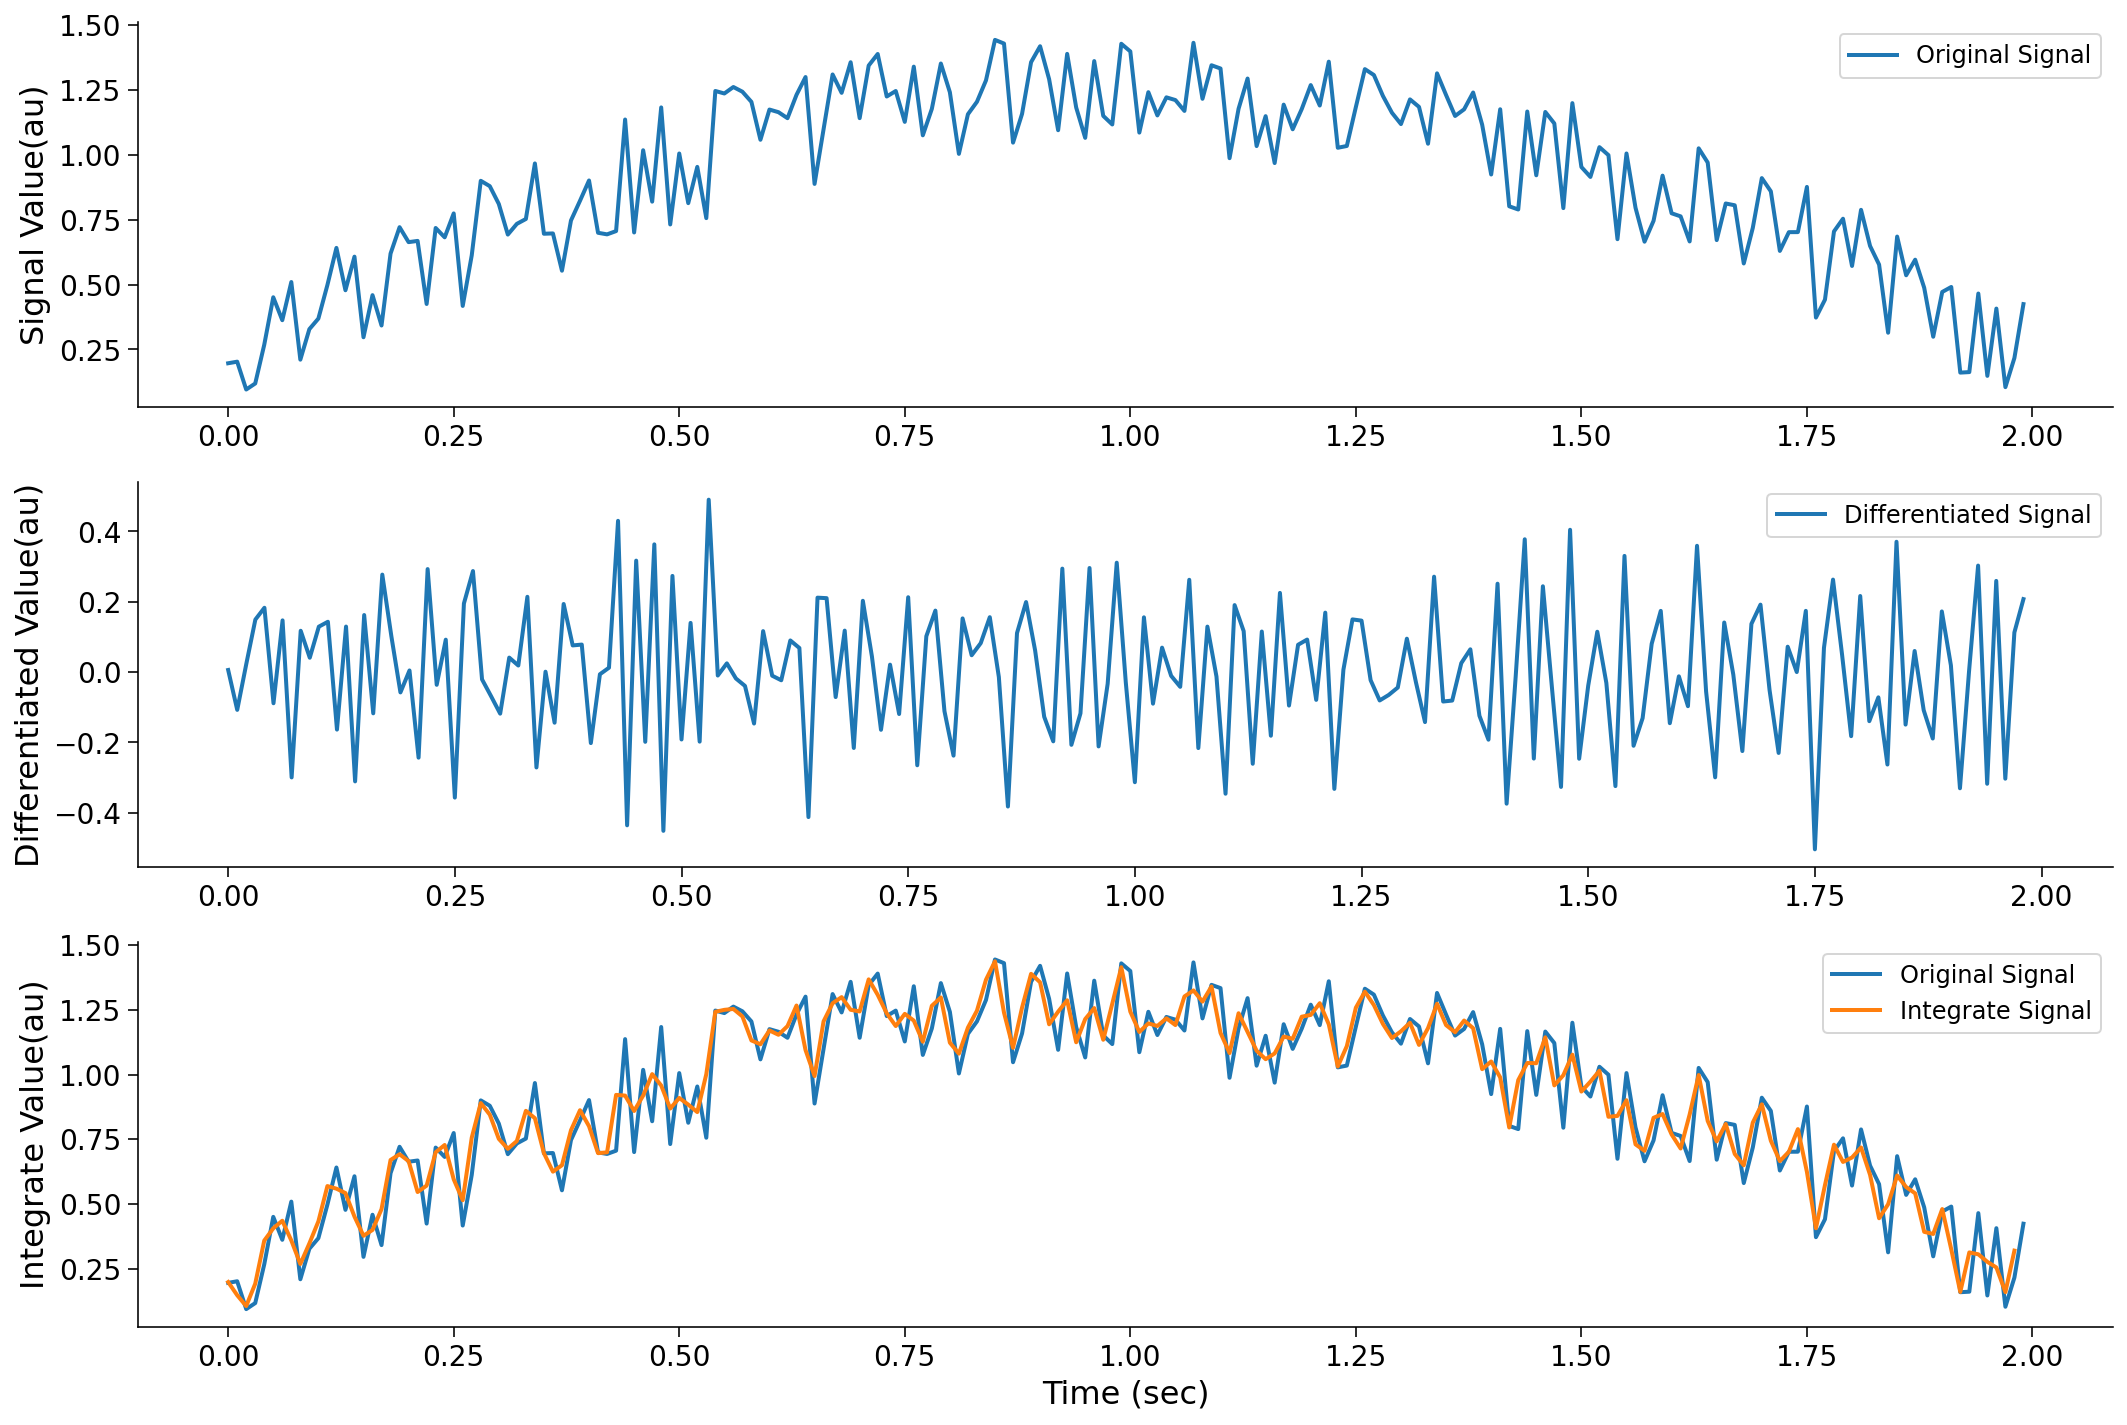 Signal Value(au)
1.50
1.25
1.00
0.75
0.50
0.25
Original Signal
0.00 0.25 0.50 0.75 1.00 1.25 1.50 1.75 2.00
Differentiated Value(au)
0.4
0.2
0.0
−0.2
−0.4
Differentiated Signal
0.00 0.25 0.50 0.75 1.00 1.25 1.50 1.75 2.00
Integrate Value(au)
1.50
1.25
1.00
0.75
0.50
0.25
Original Signal
Integrate Signal
0.00 0.25 0.50 0.75 1.00 1.25 1.50 1.75 2.00
Time (sec)